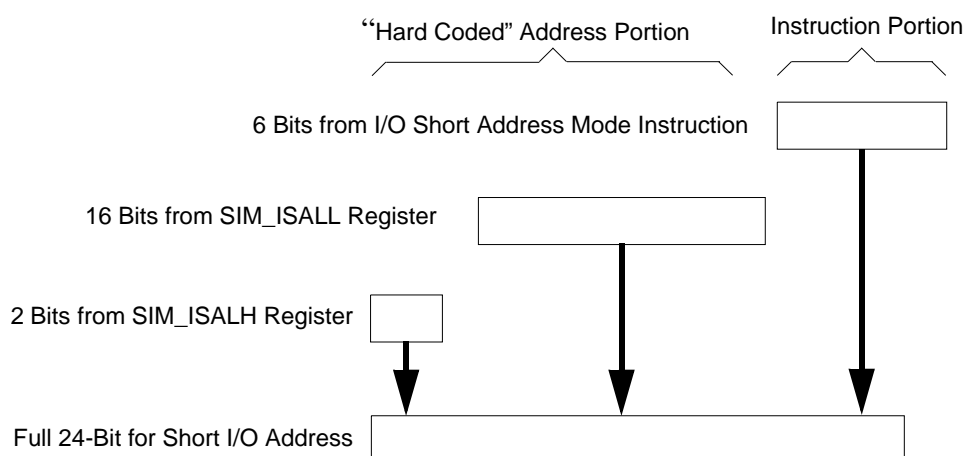 “Hard Coded” Address Portion
Instruction Portion
6 Bits from I/O Short Address Mode Instruction
16 Bits from SIM_ISALL Register
2 Bits from SIM_ISALH Register
Full 24-Bit for Short I/O Address